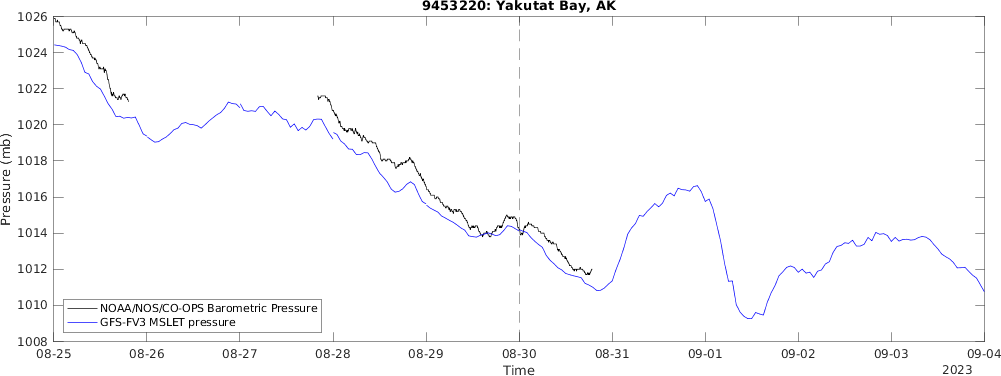 9453220: Yakutat Bay, AK
Pressure (mb)
1026
1024
1022
1020
1018
1016
1014
1012
1010
1008
NOAA/NOS/CO-OPS Barometric Pressure
GFS-FV3 MSLET pressure
08-25 08-26 08-27 08-28 08-29 08-30 08-31 09-01 09-02 09-03 09-04
Time
2023